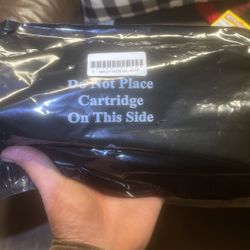 Do Not Place
Cartridge
On This Side